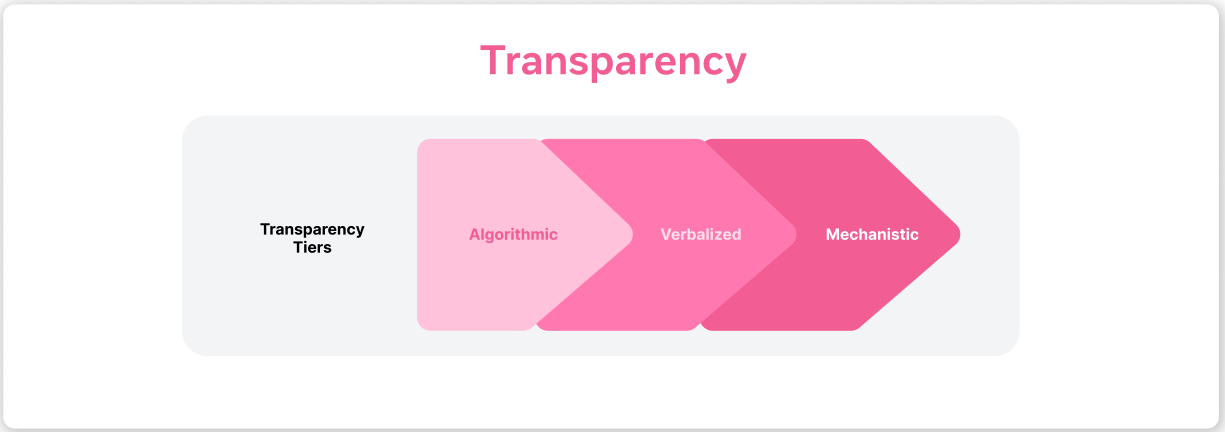 Transparency
Transparency
Tiers
Algorithmic
Verbalized
Mechanistic